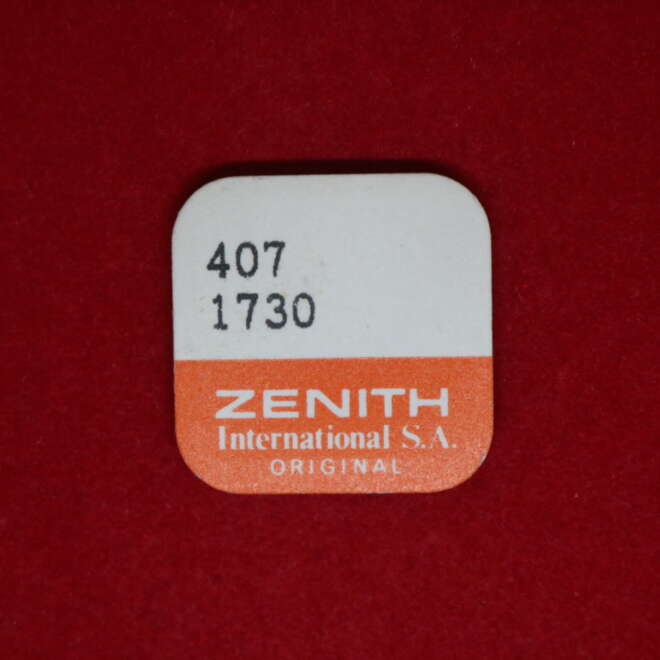 407
1730
ZENITH
International S.A.
ORIGINAL